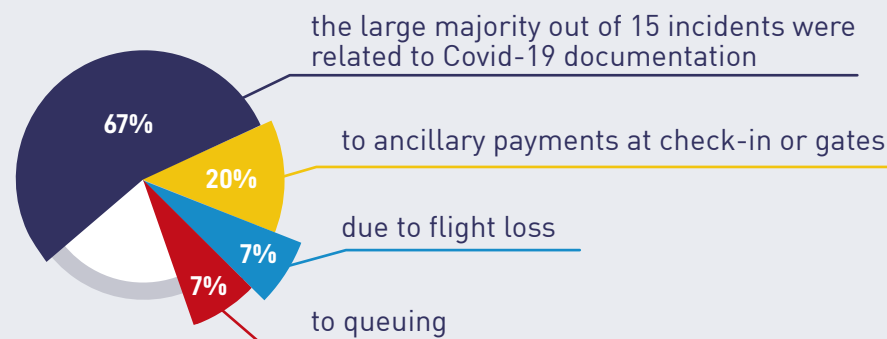 the large majority out of 15 incidents were
related to Covid-19 documentation
67%
to ancillary payments at check-in or gates
20%
due to flight loss
7%
7%
to queuing